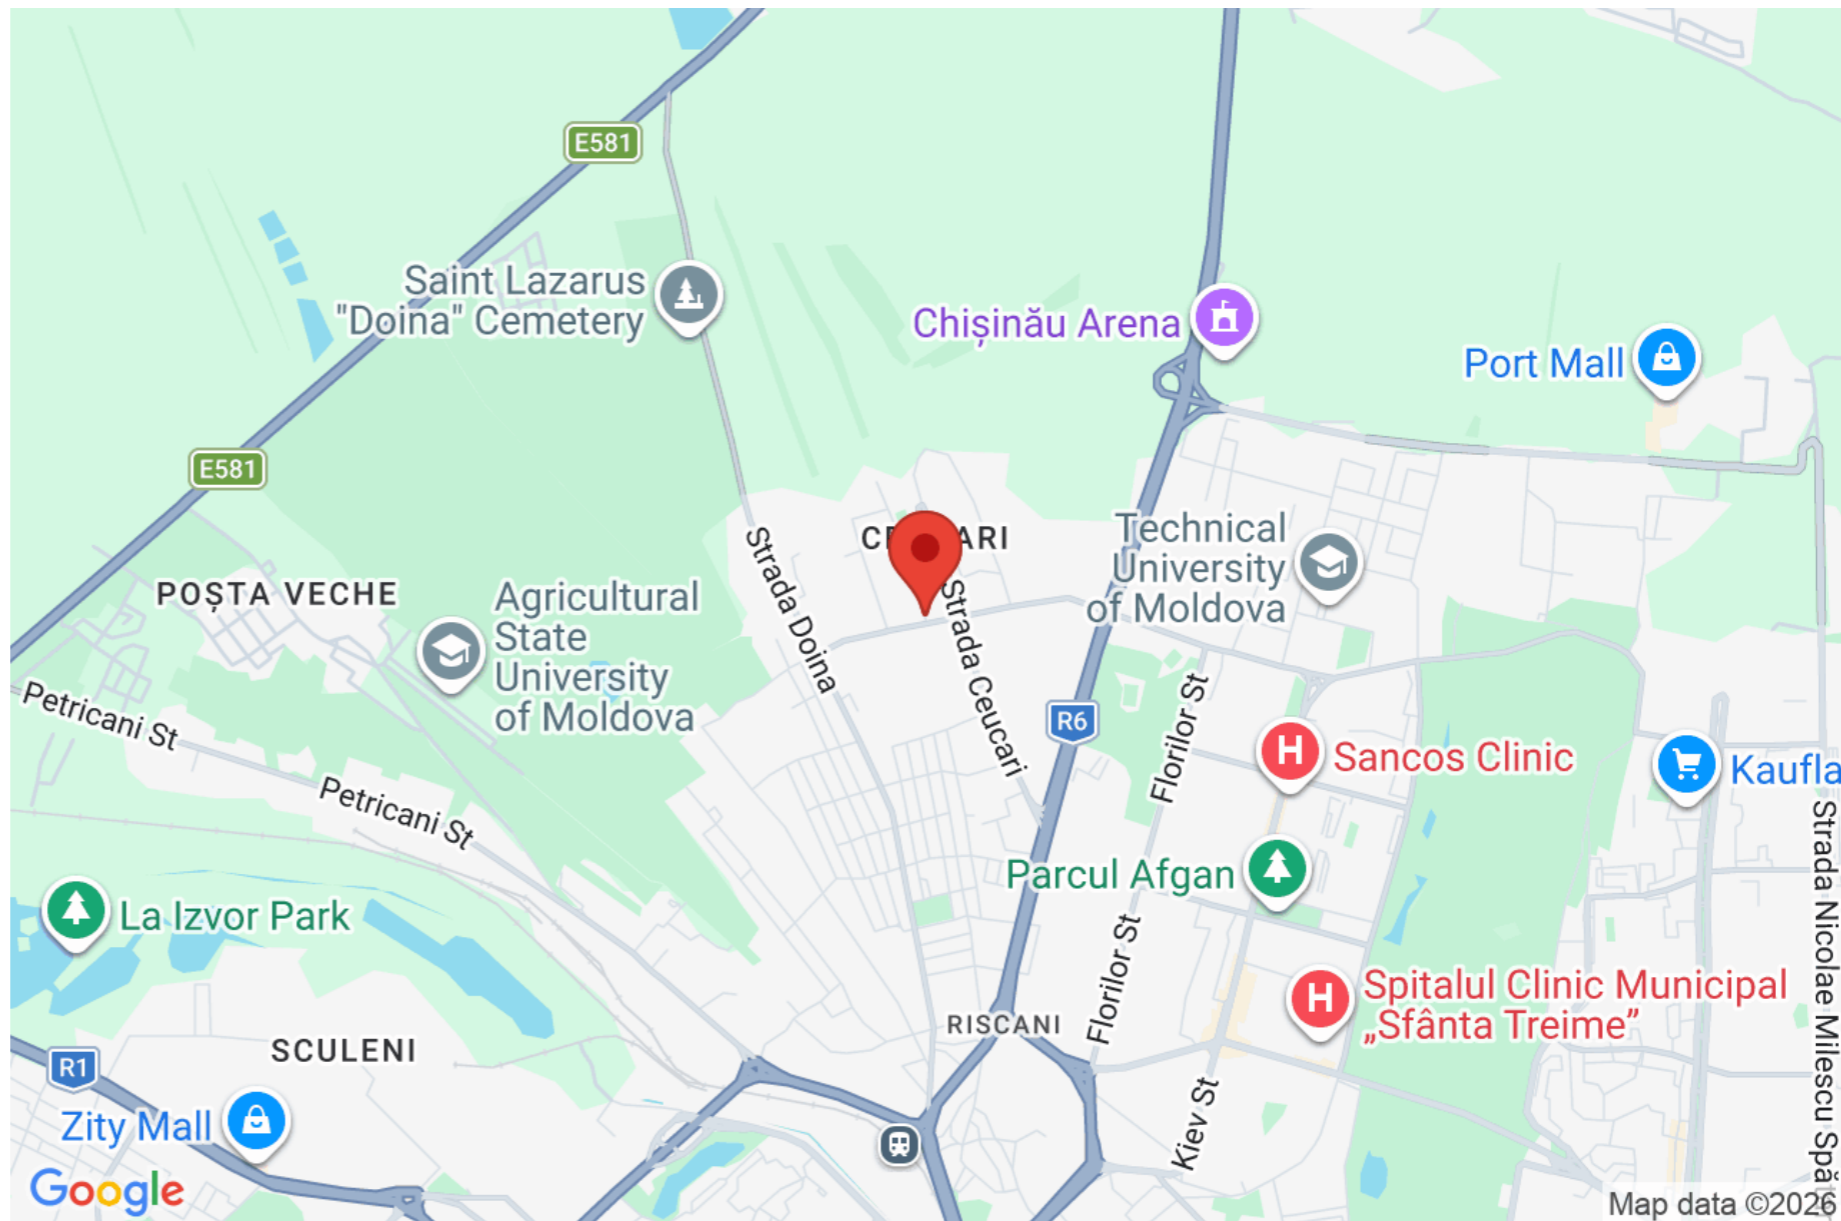 E581
Saint Lazarus
"Doina" Cemetery
Chișinău Arena
Port Mall
E581
Strada Doina
Technical
University
of Moldova
POȘTA VECHE
Agricultural
State
University
of Moldova
Strada Ceucari
Petricani St
R6
Florilor St
Sancos Clinic
Petricani St
Parcul Afgan
La Izvor Park
Florilor St
Spitalul Clinic Municipal
„Sfânta Treime”
RISCANI
SCULENI
R1
Zity Mall
Kiev St
Strada Nicolae Milescu
Google
Map data ©2026